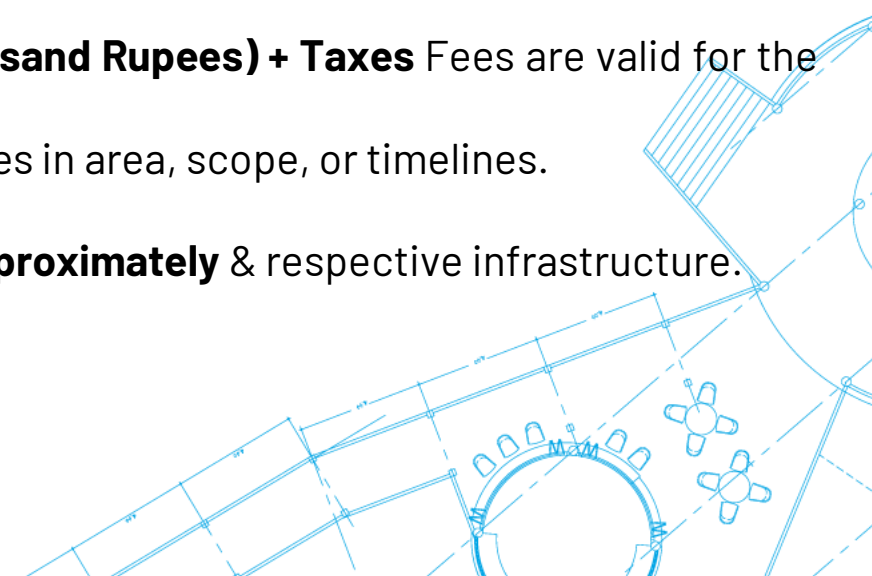 sand Rupees) + Taxes Fees are valid for the
es in area, scope, or timelines.
proximately & respective infrastructure.